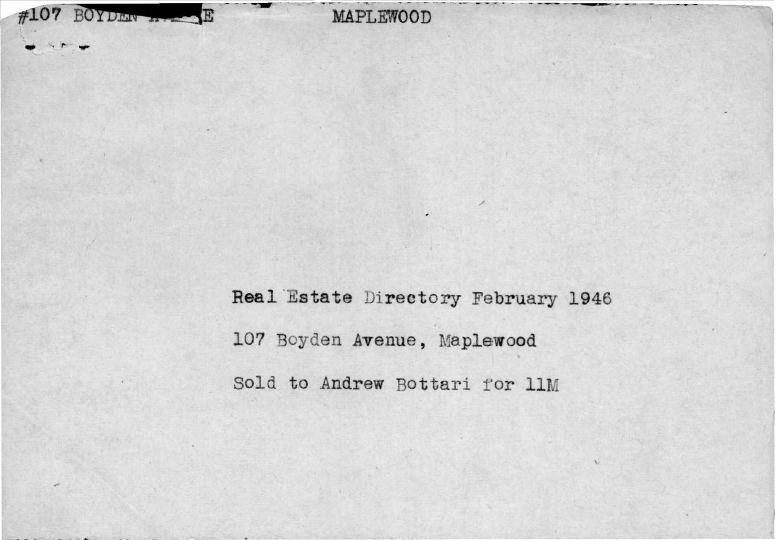 #107 BOYDEN MAPLEWOOD
Real Estate Directory February 1946
107 Boyden Avenue, Maplewood
Sold to Andrew Bottari for 11M